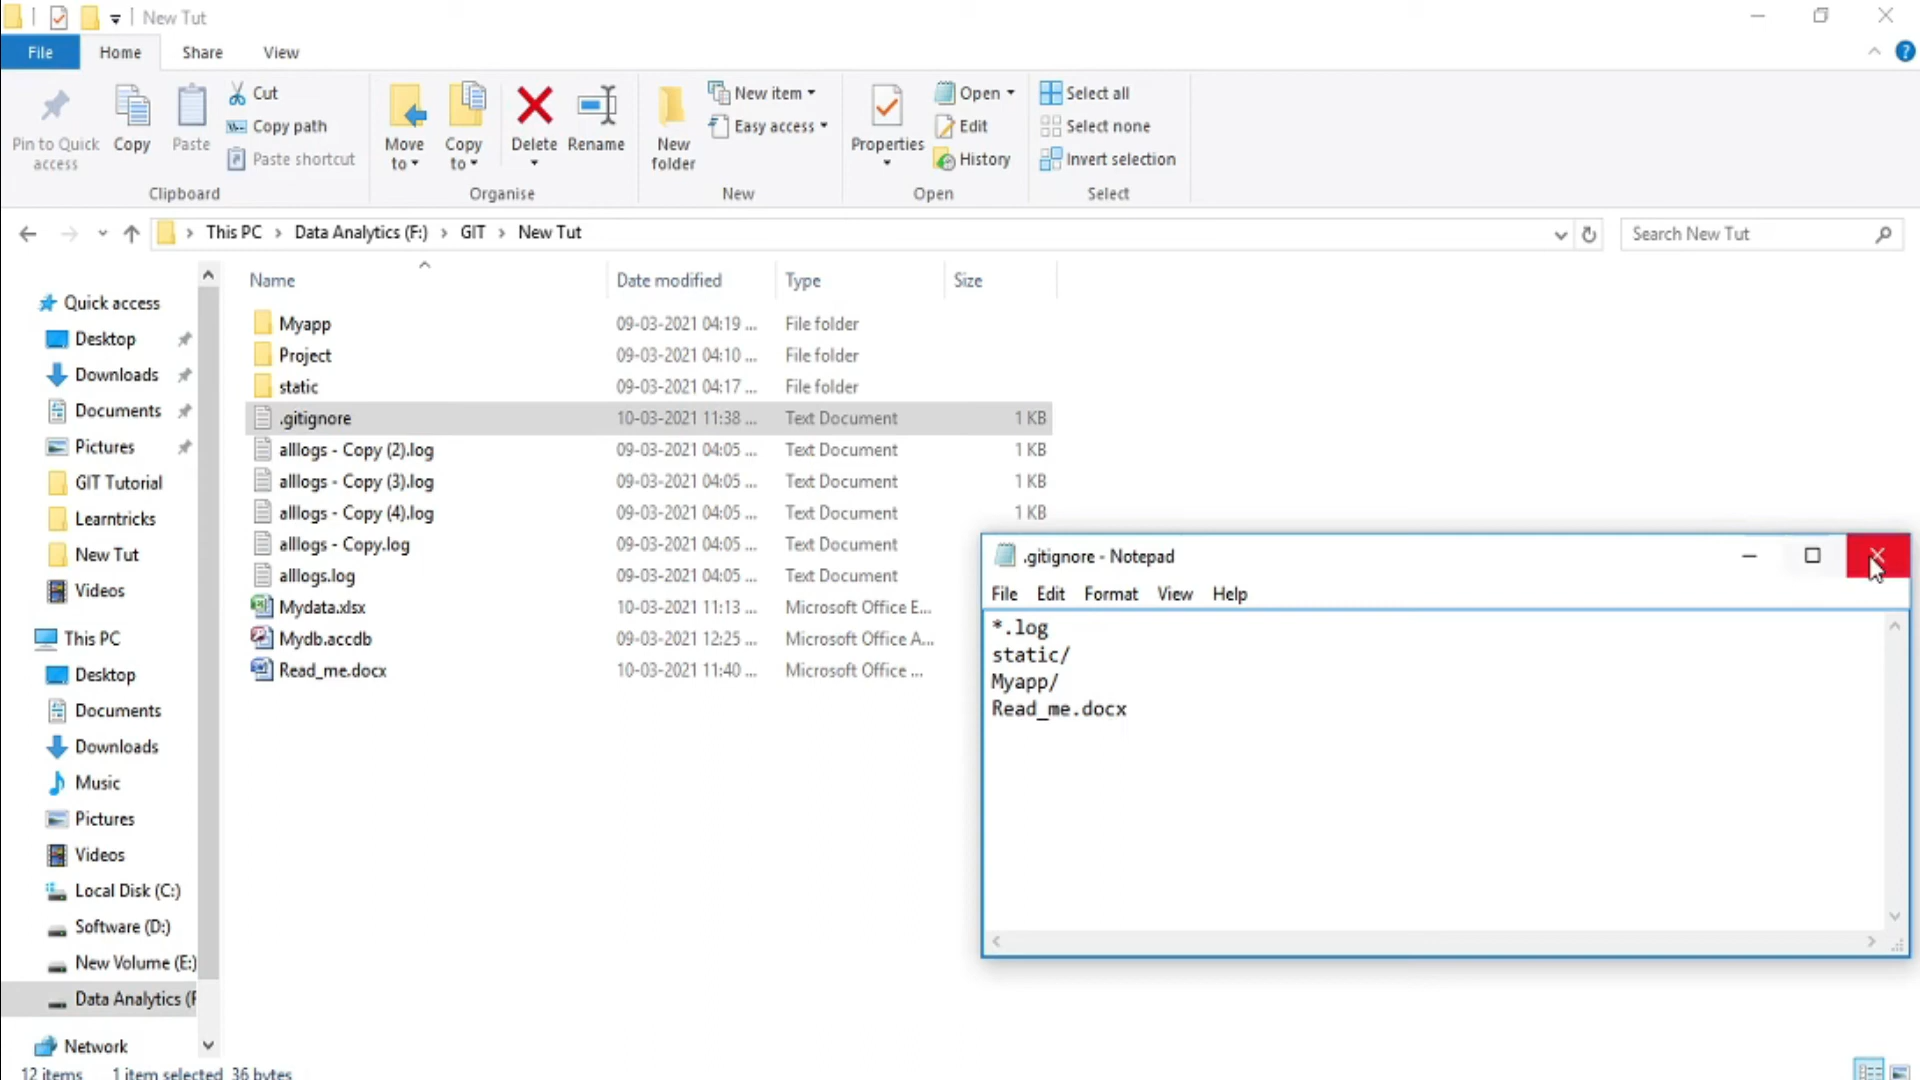 New Tut
File Home Share View
Pin to Quick access
Copy
Paste
Cut
Copy path
Paste shortcut
Clipboard
Move to
Copy to
Delete
Rename
Organise
New folder
New item
Easy access
New
Properties
Open
Edit
History
Open
Select all
Select none
Invert selection
Select
This PC > Data Analytics (F:) > GIT > New Tut
Search New Tut
Name Date modified Type Size
Myapp 09-03-2021 04:19 ... File folder
Project 09-03-2021 04:10 ... File folder
static 09-03-2021 04:17 ... File folder
.gitignore 10-03-2021 11:38 ... Text Document 1 KB
alllogs - Copy (2).log 09-03-2021 04:05 ... Text Document 1 KB
alllogs - Copy (3).log 09-03-2021 04:05 ... Text Document 1 KB
alllogs - Copy (4).log 09-03-2021 04:05 ... Text Document 1 KB
alllogs - Copy.log 09-03-2021 04:05 ... Text Document
alllogs.log 09-03-2021 04:05 ... Text Document
Mydata.xlsx 10-03-2021 11:13 ... Microsoft Office E...
Mydb.accdb 09-03-2021 12:25 ... Microsoft Office A...
Read_me.docx 10-03-2021 11:40 ... Microsoft Office ...
Quick access
Desktop
Downloads
Documents
Pictures
GIT Tutorial
Learntricks
New Tut
Videos
This PC
Desktop
Documents
Downloads
Music
Pictures
Videos
Local Disk (C:)
Software (D:)
New Volume (E:)
Data Analytics (F
Network
.gitignore - Notepad
File Edit Format View Help
*.log
static/
Myapp/
Read_me.docx
12 items 1 item selected 36 bytes